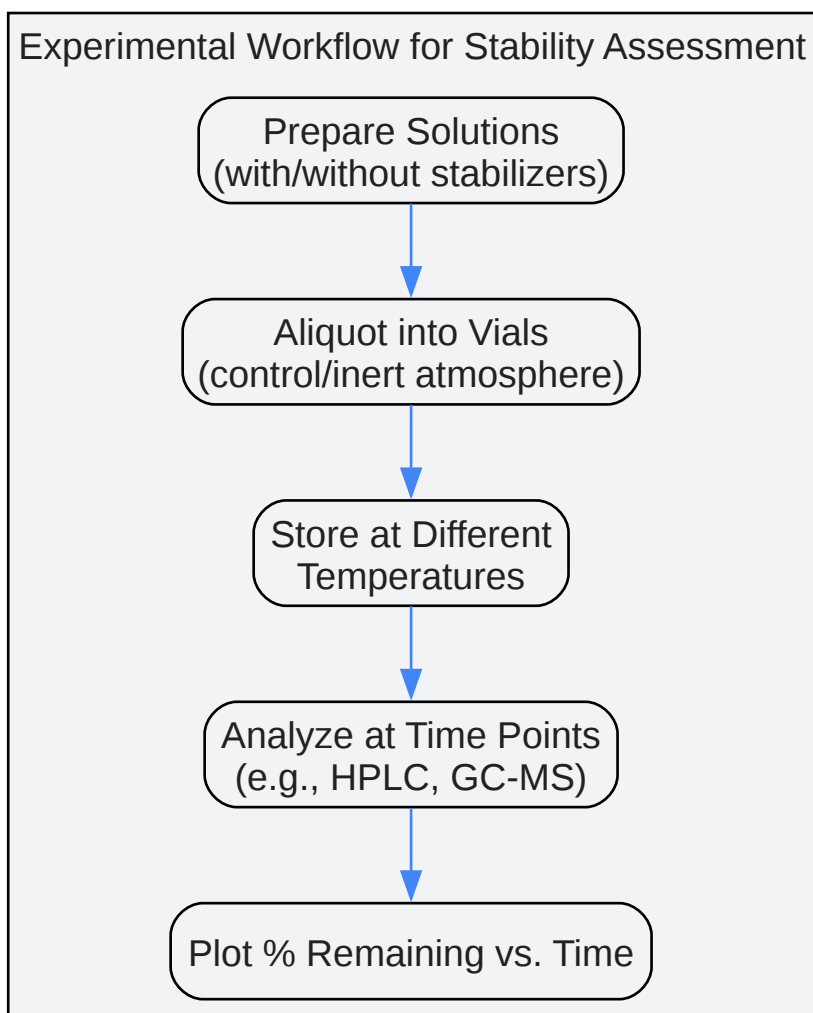 Experimental Workflow for Stability Assessment
Prepare Solutions
(with/without stabilizers)
Aliquot into Vials
(control/inert atmosphere)
Store at Different
Temperatures
Analyze at Time Points
(e.g., HPLC, GC-MS)
Plot % Remaining vs. Time